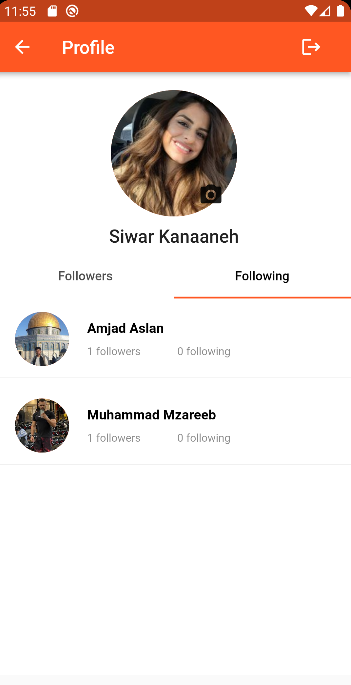 11:55
Profile
Siwar Kanaaneh
Followers
Following
Amjad Aslan
1 followers 0 following
Muhammad Mzareeb
1 followers 0 following